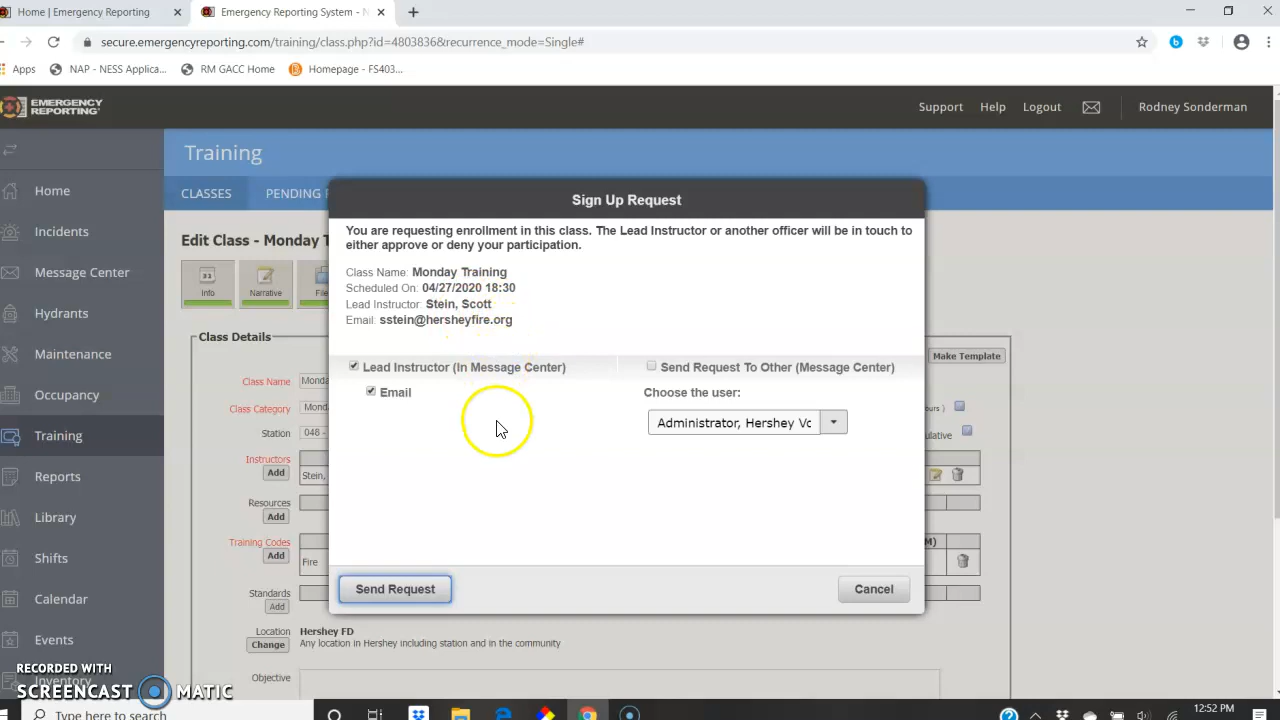 Home | Emergency Reporting
Emergency Reporting System - N
secure.emergencyreporting.com/training/class.php?id=4803836&recurrence_mode=Single#
Apps
NAP - NESS Applica...
RM GACC Home
Homepage - FS403...
EMERGENCY
REPORTING
Support
Help
Logout
Rodney Sonderman
Training
Home
CLASSES
PENDING
Sign Up Request
Incidents
You are requesting enrollment in this class. The Lead Instructor or another officer will be in touch to
either approve or deny your participation.
Edit Class - Monday T
Message Center
Info
Narrative
File
Class Name: Monday Training
Scheduled On: 04/27/2020 18:30
Lead Instructor: Stein, Scott
Email: sstein@hersheyfire.org
Hydrants
Class Details
Maintenance
Make Template
Lead Instructor (In Message Center)
Send Request To Other (Message Center)
Class Name
Monda
Email
Choose the user:
Occupancy
Class Category
Mond
ours )
Administrator, Hershey Vc
Station
048 -
ulative
Training
Instructors
Add
Stein,
Reports
Resources
Add
Library
Training Codes
Add
M)
Fire
Shifts
Send Request
Cancel
Standards
Add
Calendar
Location
Hershey FD
Change
Any location in Hershey including station and in the community
Events
Objective
Inventory
RECORDED WITH
SCREENCAST MATIC
Type here to search
12:52 PM